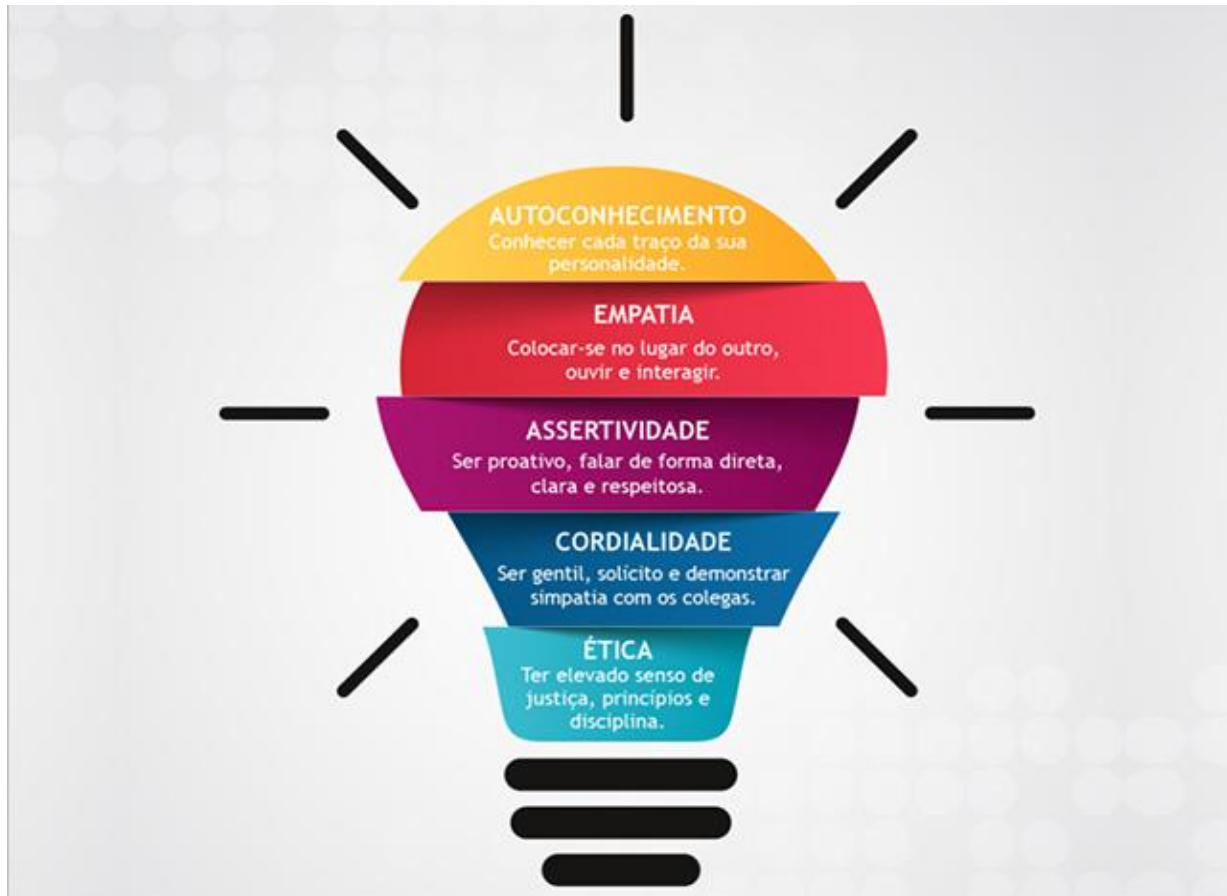 AUTOCONHECIMENTO
Conhecer cada traço da sua
personalidade.
EMPATIA
Colocar-se no lugar do outro,
ouvir e interagir.
ASSERTIVIDADE
Ser proativo, falar de forma direta,
clara e respeitosa.
CORDIALIDADE
Ser gentil, solícito e demonstrar
simpatia com os colegas.
ÉTICA
Ter elevado senso de
justiça, princípios e
disciplina.